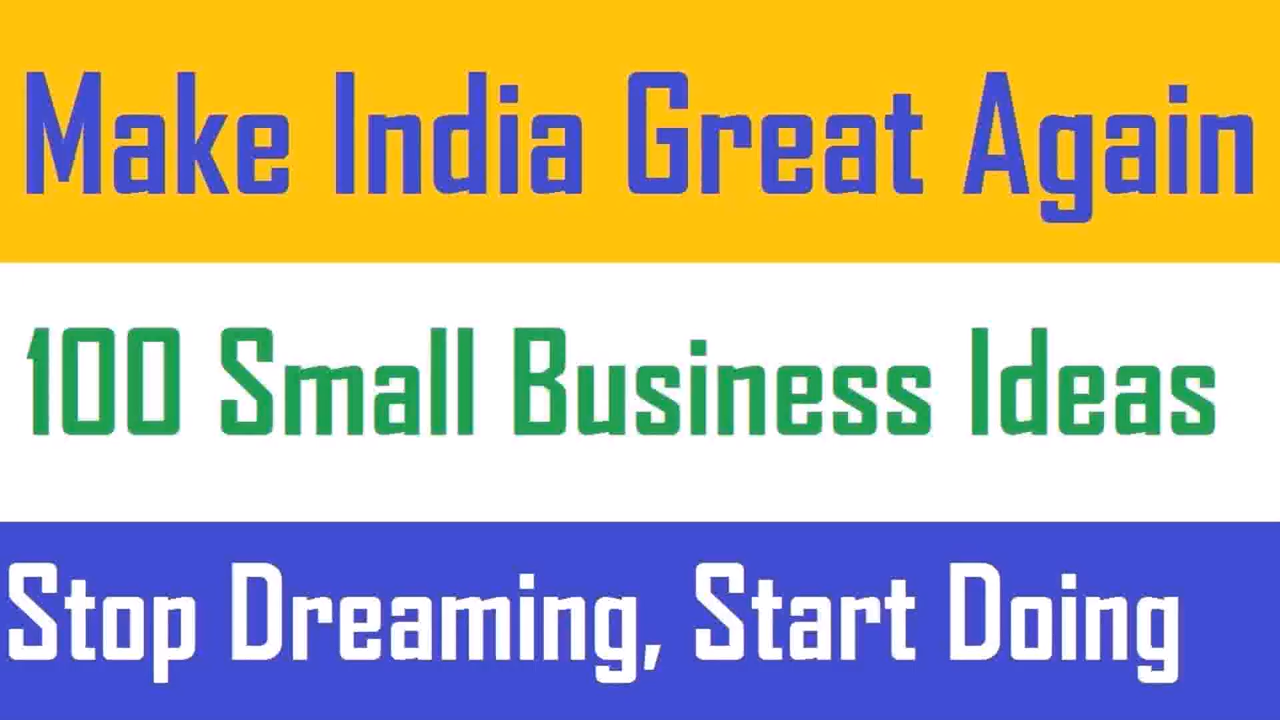 Make India Great Again
100 Small Business Ideas
Stop Dreaming, Start Doing